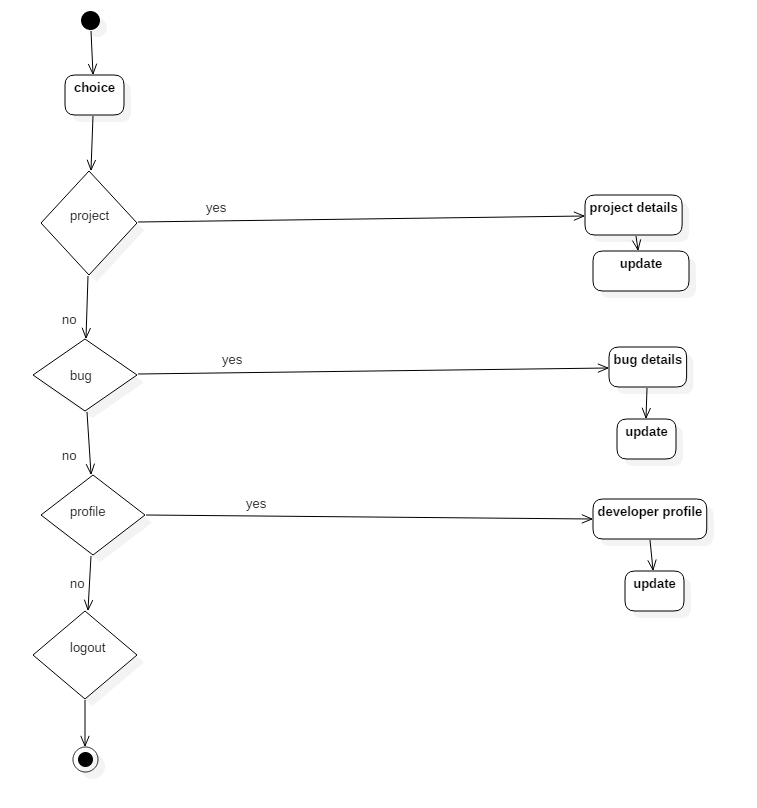 choice
project
yes
project details
update
no
bug
yes
bug details
update
no
profile
yes
developer profile
update
no
logout